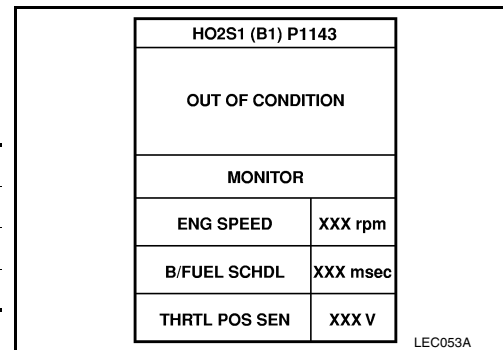 HO2S1 (B1) P1143
OUT OF CONDITION
MONITOR
ENG SPEED XXX rpm
B/FUEL SCHDL XXX msec
THRTL POS SEN XXX V
LEC053A